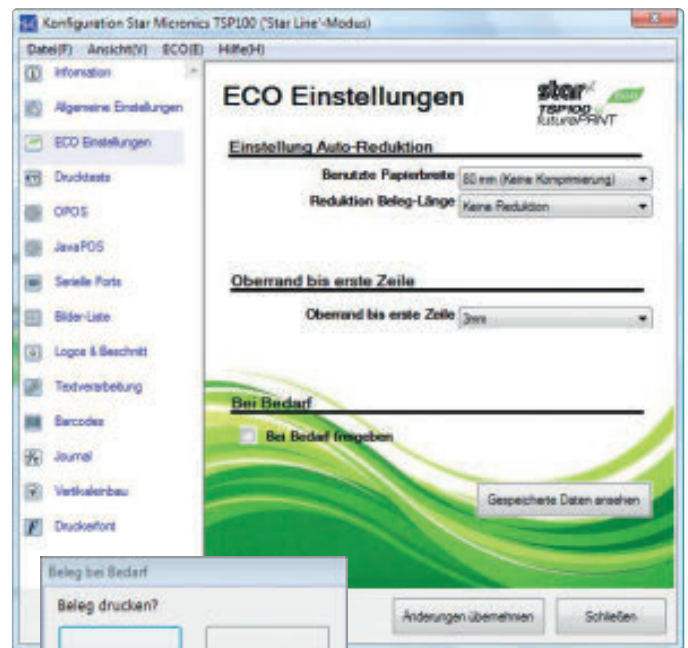 Konfiguration Star Micronics TSP100 ('Star Line'-Modus)
Datei(F) Ansicht(V) ECO(E) Hilfe(H)
Information
Allgemeine Einstellungen
ECO Einstellungen
Drucktests
OPOS
JavaPOS
Serielle Ports
Bilder-Liste
Logos & Beschnitt
Textverarbeitung
Barcodes
Journal
Vertikaleinbau
Druckerfont
ECO Einstellungen
star
TSP100
futurePRNT
Einstellung Auto-Reduktion
Benutzte Papierbreite 80 mm (Keine Komprimierung)
Reduktion Beleg-Länge Keine Reduktion
Oberrand bis erste Zeile
Oberrand bis erste Zeile 3mm
Bei Bedarf
Bei Bedarf freigeben
Gespeicherte Daten ansehen
Beleg bei Bedarf
Beleg drucken?
Änderungen übernehmen Schließen